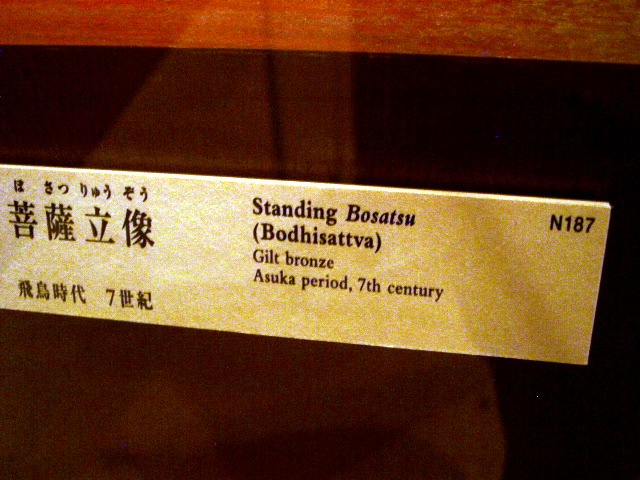 ぼ さつ りゅう ぞう
菩薩立像
飛鳥時代 7世紀
Standing Bosatsu
(Bodhisattva)
Gilt bronze
Asuka period, 7th century
N187